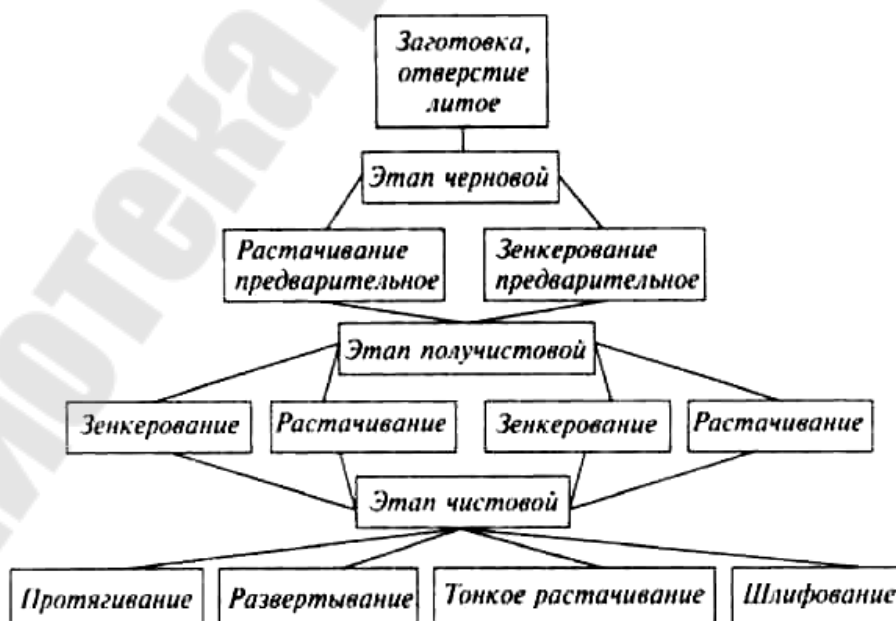 Заготовка,
отверстие
литое
Этап черновой
Растачивание
предварительное
Зенкерование
предварительное
Этап получистовой
Зенкерование
Растачивание
Зенкерование
Растачивание
Этап чистовой
Протягивание
Развертывание
Тонкое растачивание
Шлифование